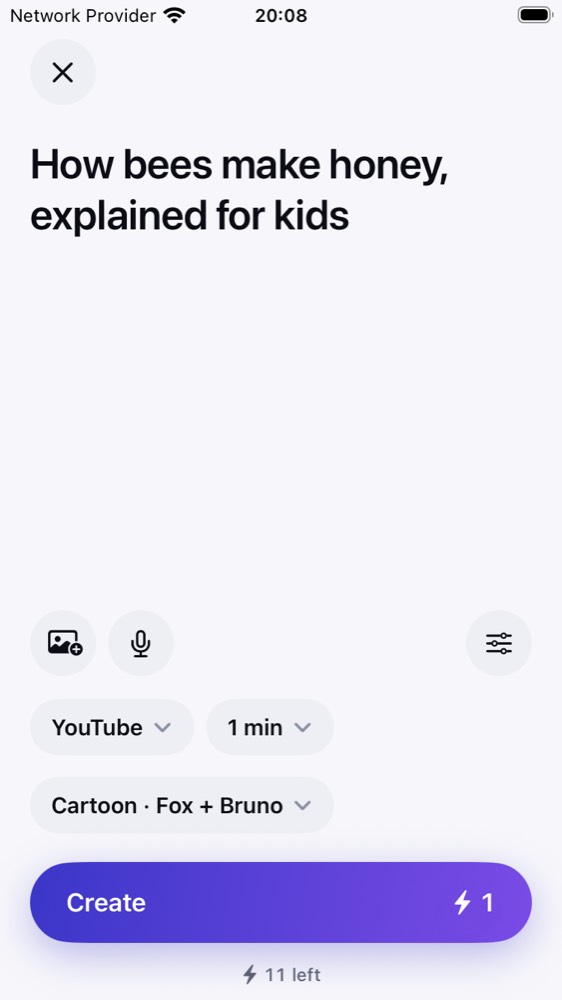 Network Provider 20:08
How bees make honey,
explained for kids
YouTube 1 min
Cartoon · Fox + Bruno
Create 1
11 left